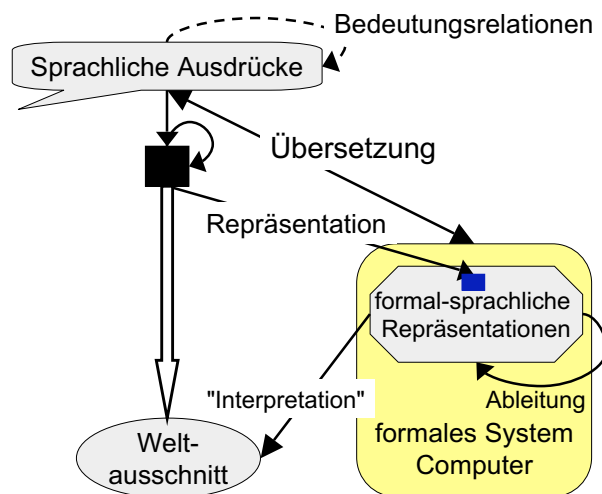 Bedeutungsrelationen
Sprachliche Ausdrücke
Übersetzung
Repräsentation
formal-sprachliche
Repräsentationen
"Interpretation"
Ableitung
formales System
Computer
Welt-
ausschnitt